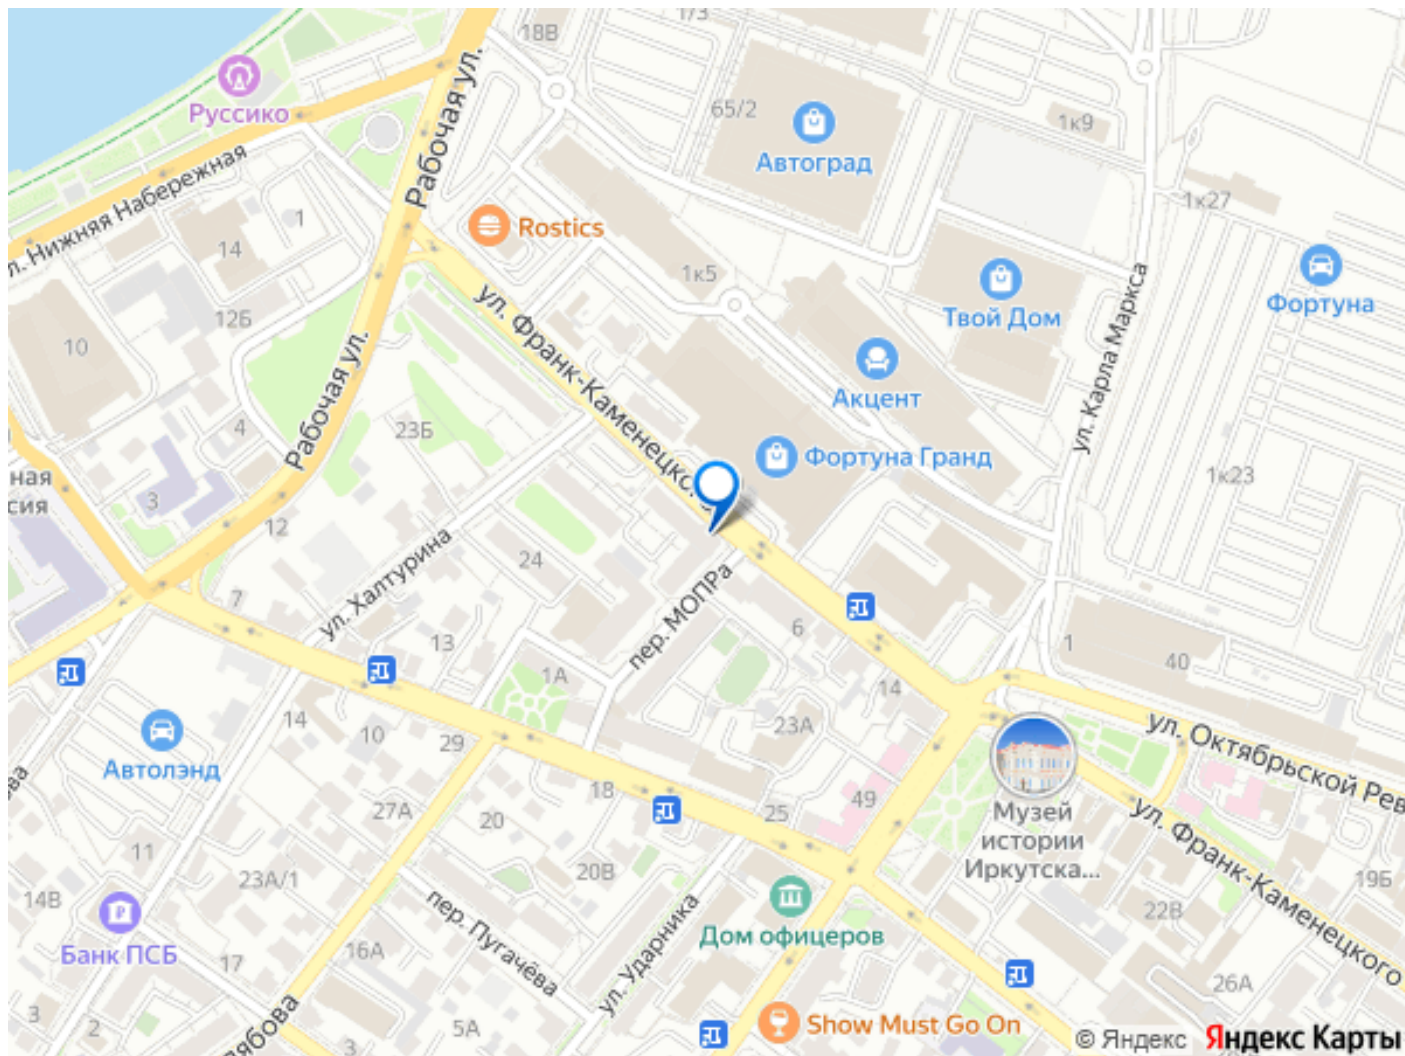 1/3
18В
Руссико
Рабочая ул.
65/2
Автоград
1к9
ул. Нижняя Набережная
1
14
Rostics
1к27
1к5
Твой Дом
Фортуна
ул. Карла Маркса
12Б
10
ул. Франк-Каменецкого
Рабочая ул.
Акцент
4
23Б
Фортуна Гранд
1к23
ная
сия
3
12
24
ул. Халтурина
7
пер. МОПРа
13
6
1
40
1А
14
14
10
29
23А
ул. Октябрьской Рев
Автолэнд
27А
20
18
25
49
Музей
истории
Иркутска...
ул. Франк-Каменецкого
11
23А/1
20В
19Б
14В
пер. Пугачёва
22В
Банк ПСБ
16А
17
ул. Ударника
Дом офицеров
26А
3
2
5А
3
Show Must Go On
© Яндекс Яндекс Карты